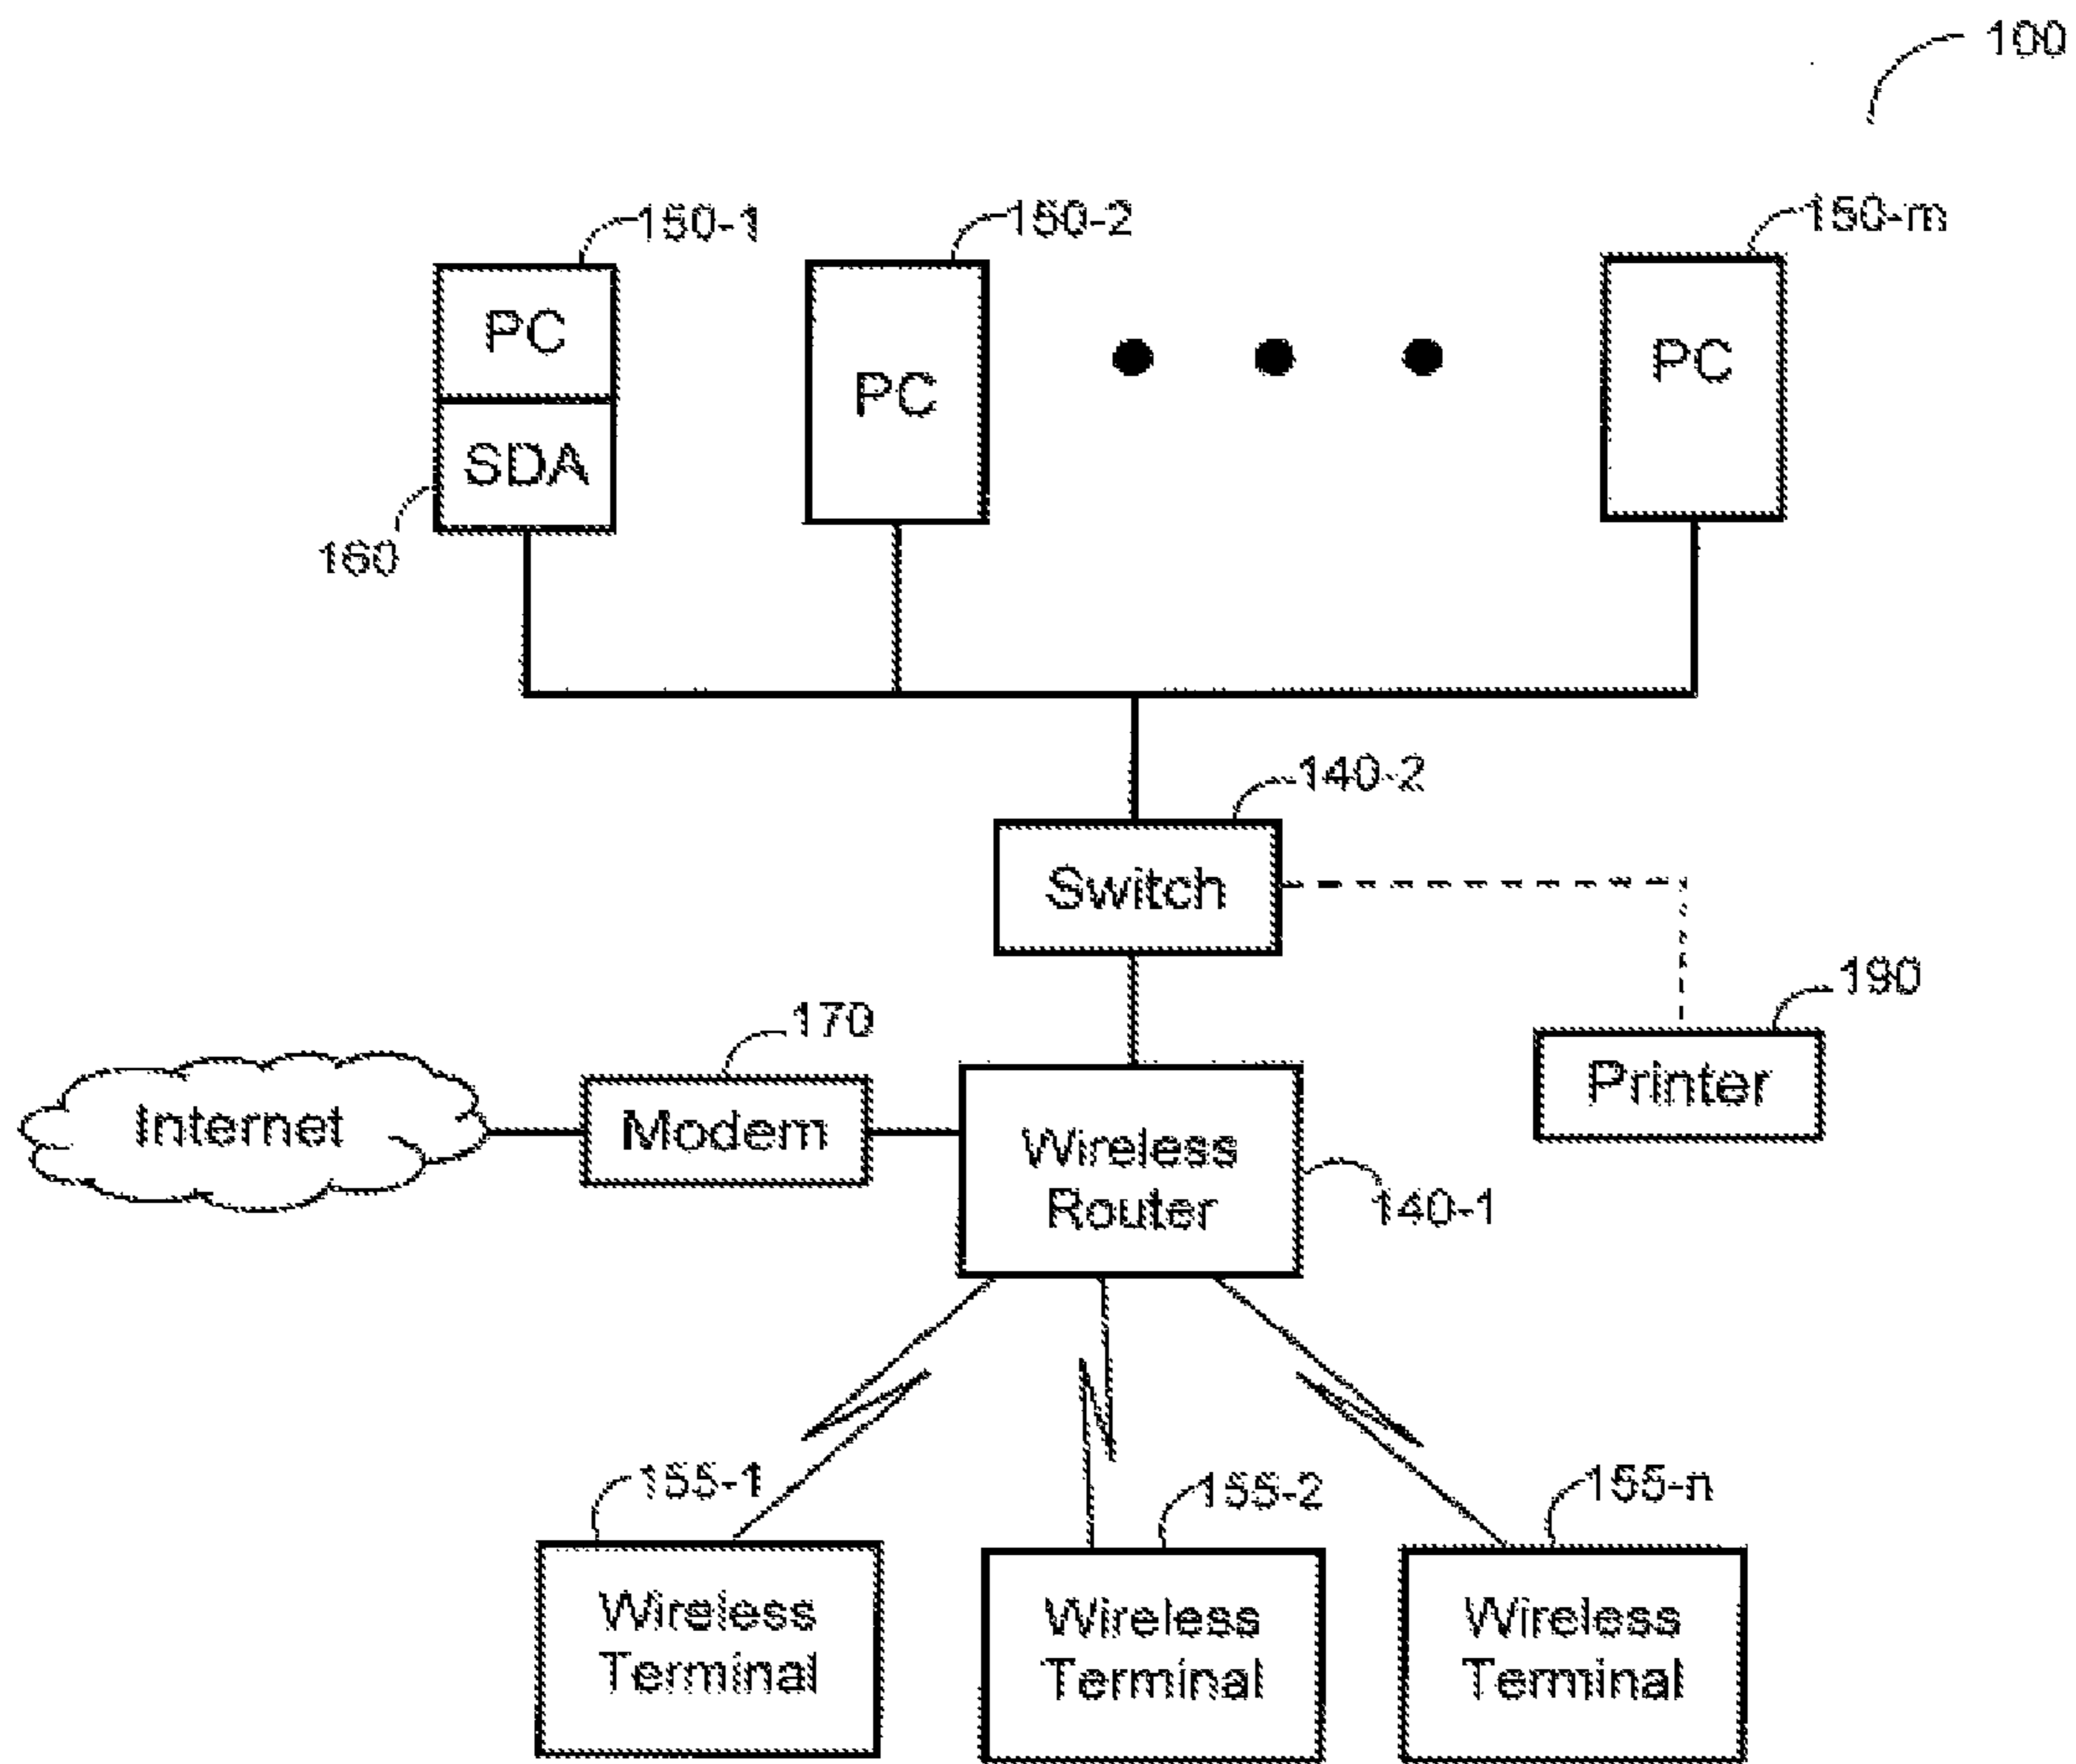 100
150-1
150-2
150-m
PC
PC
PC
SDA
160
140-2
Switch
190
170
Printer
Internet
Modem
Wireless
Router
140-1
155-1
155-2
155-n
Wireless
Terminal
Wireless
Terminal
Wireless
Terminal